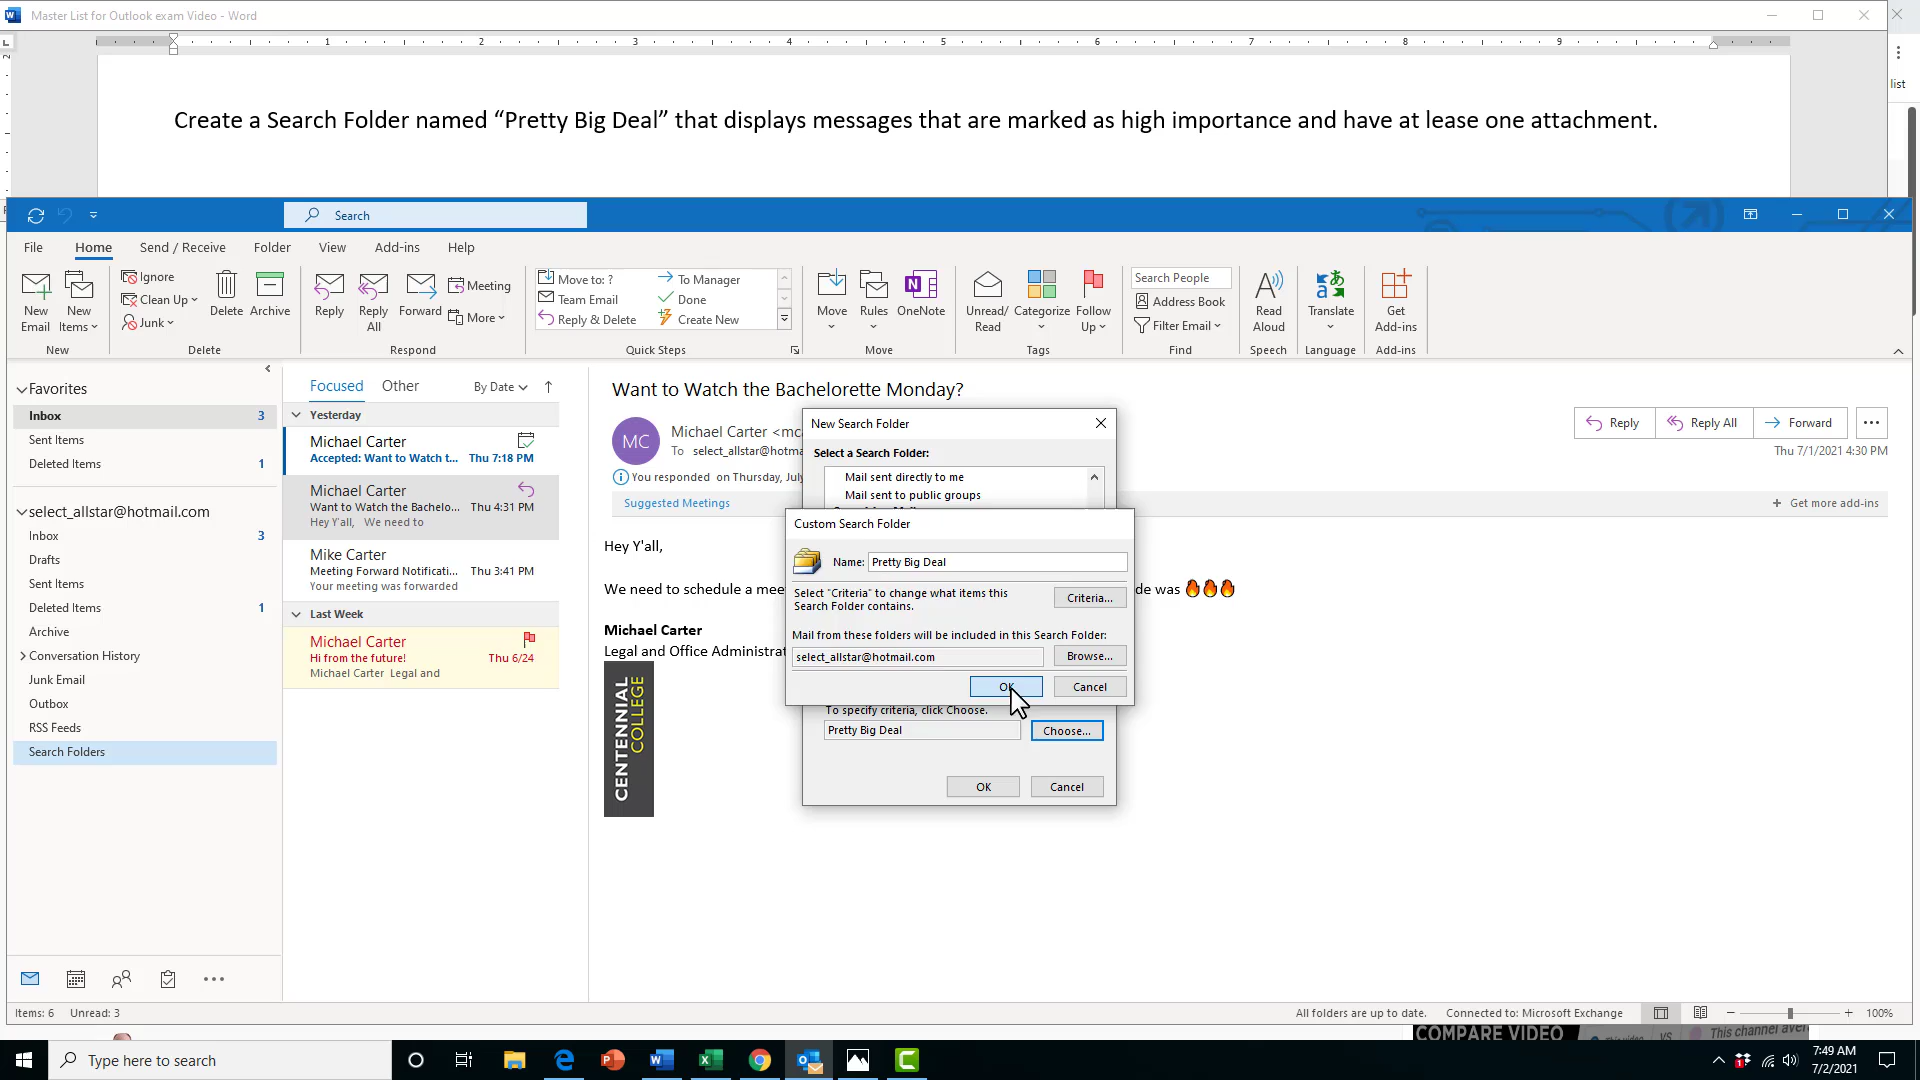 Master List for Outlook exam Video - Word
1 2 3 4 5 6 7 8 9
list
Create a Search Folder named “Pretty Big Deal” that displays messages that are marked as high importance and have at lease one attachment.
Search
File Home Send / Receive Folder View Add-ins Help
New Email
New Items
New
Ignore
Clean Up
Junk
Delete
Archive
Delete
Reply
Reply All
Forward
Meeting
More
Respond
Move to: ?
Team Email
Reply & Delete
To Manager
Done
Create New
Quick Steps
Move
Rules
OneNote
Move
Unread/ Read
Categorize
Follow Up
Tags
Search People
Address Book
Filter Email
Find
Read Aloud
Speech
Translate
Language
Get Add-ins
Add-ins
Favorites
Inbox 3
Sent Items
Deleted Items 1
select_allstar@hotmail.com
Inbox 3
Drafts
Sent Items
Deleted Items 1
Archive
Conversation History
Junk Email
Outbox
RSS Feeds
Search Folders
Focused Other By Date
Yesterday
Michael Carter
Accepted: Want to Watch t... Thu 7:18 PM
Michael Carter
Want to Watch the Bachelo... Thu 4:31 PM
Hey Y'all, We need to
Mike Carter
Meeting Forward Notificati... Thu 3:41 PM
Your meeting was forwarded
Last Week
Michael Carter
Hi from the future! Thu 6/24
Michael Carter Legal and
Want to Watch the Bachelorette Monday?
MC
Michael Carter <mc
To select_allstar@hotma
You responded on Thursday, July
Suggested Meetings
Reply
Reply All
Forward
Thu 7/1/2021 4:30 PM
+ Get more add-ins
Hey Y'all,
We need to schedule a mee
de was 🔥🔥🔥
Michael Carter
Legal and Office Administrat
CENTENNIAL
COLLEGE
New Search Folder
Select a Search Folder:
Mail sent directly to me
Mail sent to public groups
Custom Search Folder
Name: Pretty Big Deal
Select "Criteria" to change what items this
Search Folder contains.
Criteria...
Mail from these folders will be included in this Search Folder:
select_allstar@hotmail.com
Browse...
OK
Cancel
To specify criteria, click Choose.
Pretty Big Deal
Choose...
OK
Cancel
Items: 6 Unread: 3
All folders are up to date. Connected to: Microsoft Exchange
100%
COMPARE VIDEO
VS
This channel aver
Type here to search
7:49 AM
7/2/2021